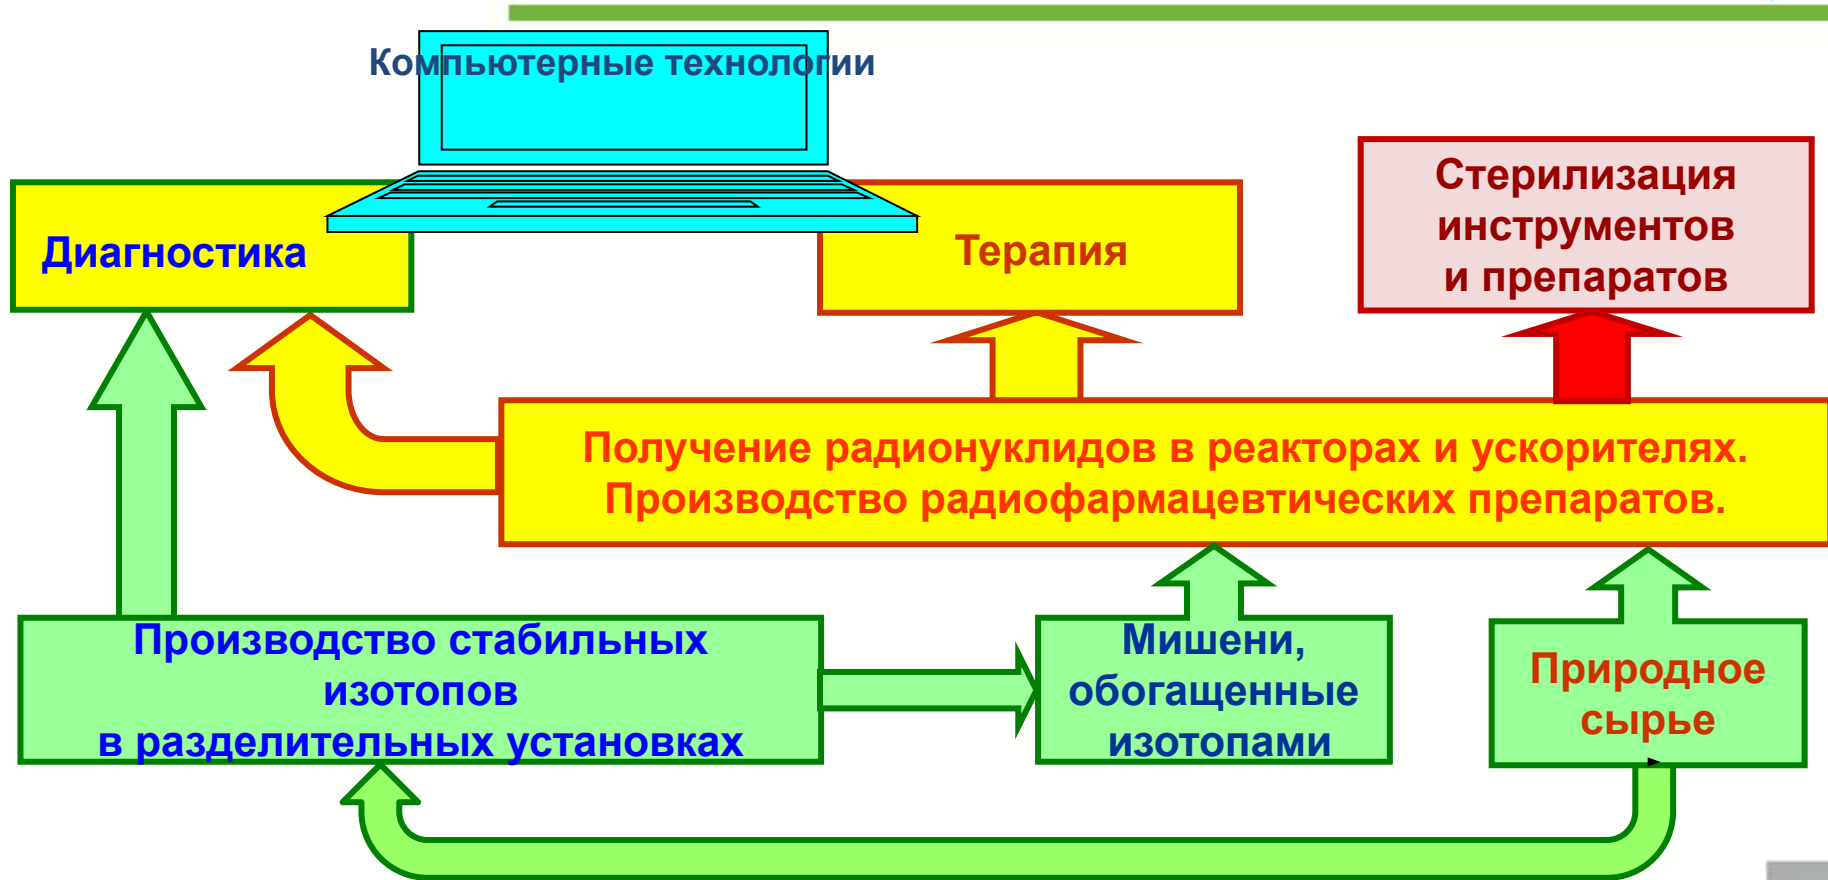 Компьютерные технологии
Диагностика
Терапия
Стерилизация
инструментов
и препаратов
Получение радионуклидов в реакторах и ускорителях.
Производство радиофармацевтических препаратов.
Производство стабильных
изотопов
в разделительных установках
Мишени,
обогащенные
изотопами
Природное
сырье